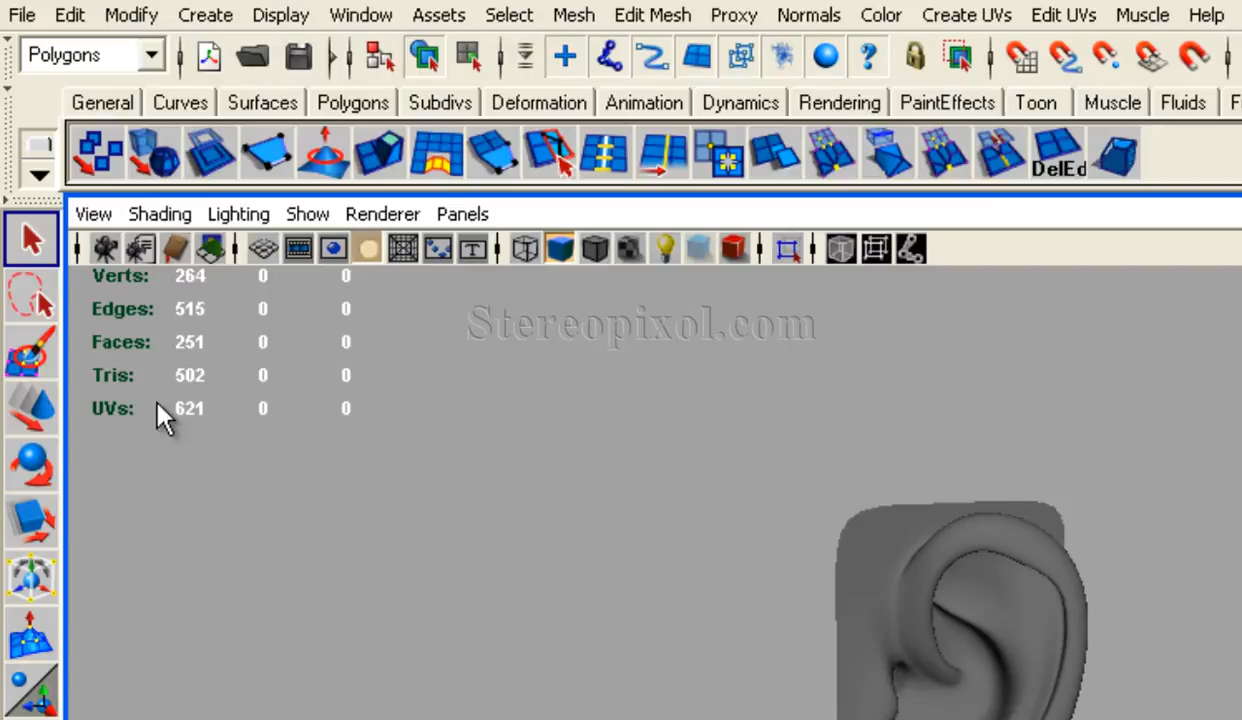 File Edit Modify Create Display Window Assets Select Mesh Edit Mesh Proxy Normals Color Create UVs Edit UVs Muscle Help
Polygons
General Curves Surfaces Polygons Subdivs Deformation Animation Dynamics Rendering PaintEffects Toon Muscle Fluids F
DelEd
View Shading Lighting Show Renderer Panels
Verts: 264 0 0
Edges: 515 0 0
Faces: 251 0 0
Tris: 502 0 0
UVs: 621 0 0
Stereopixol.com